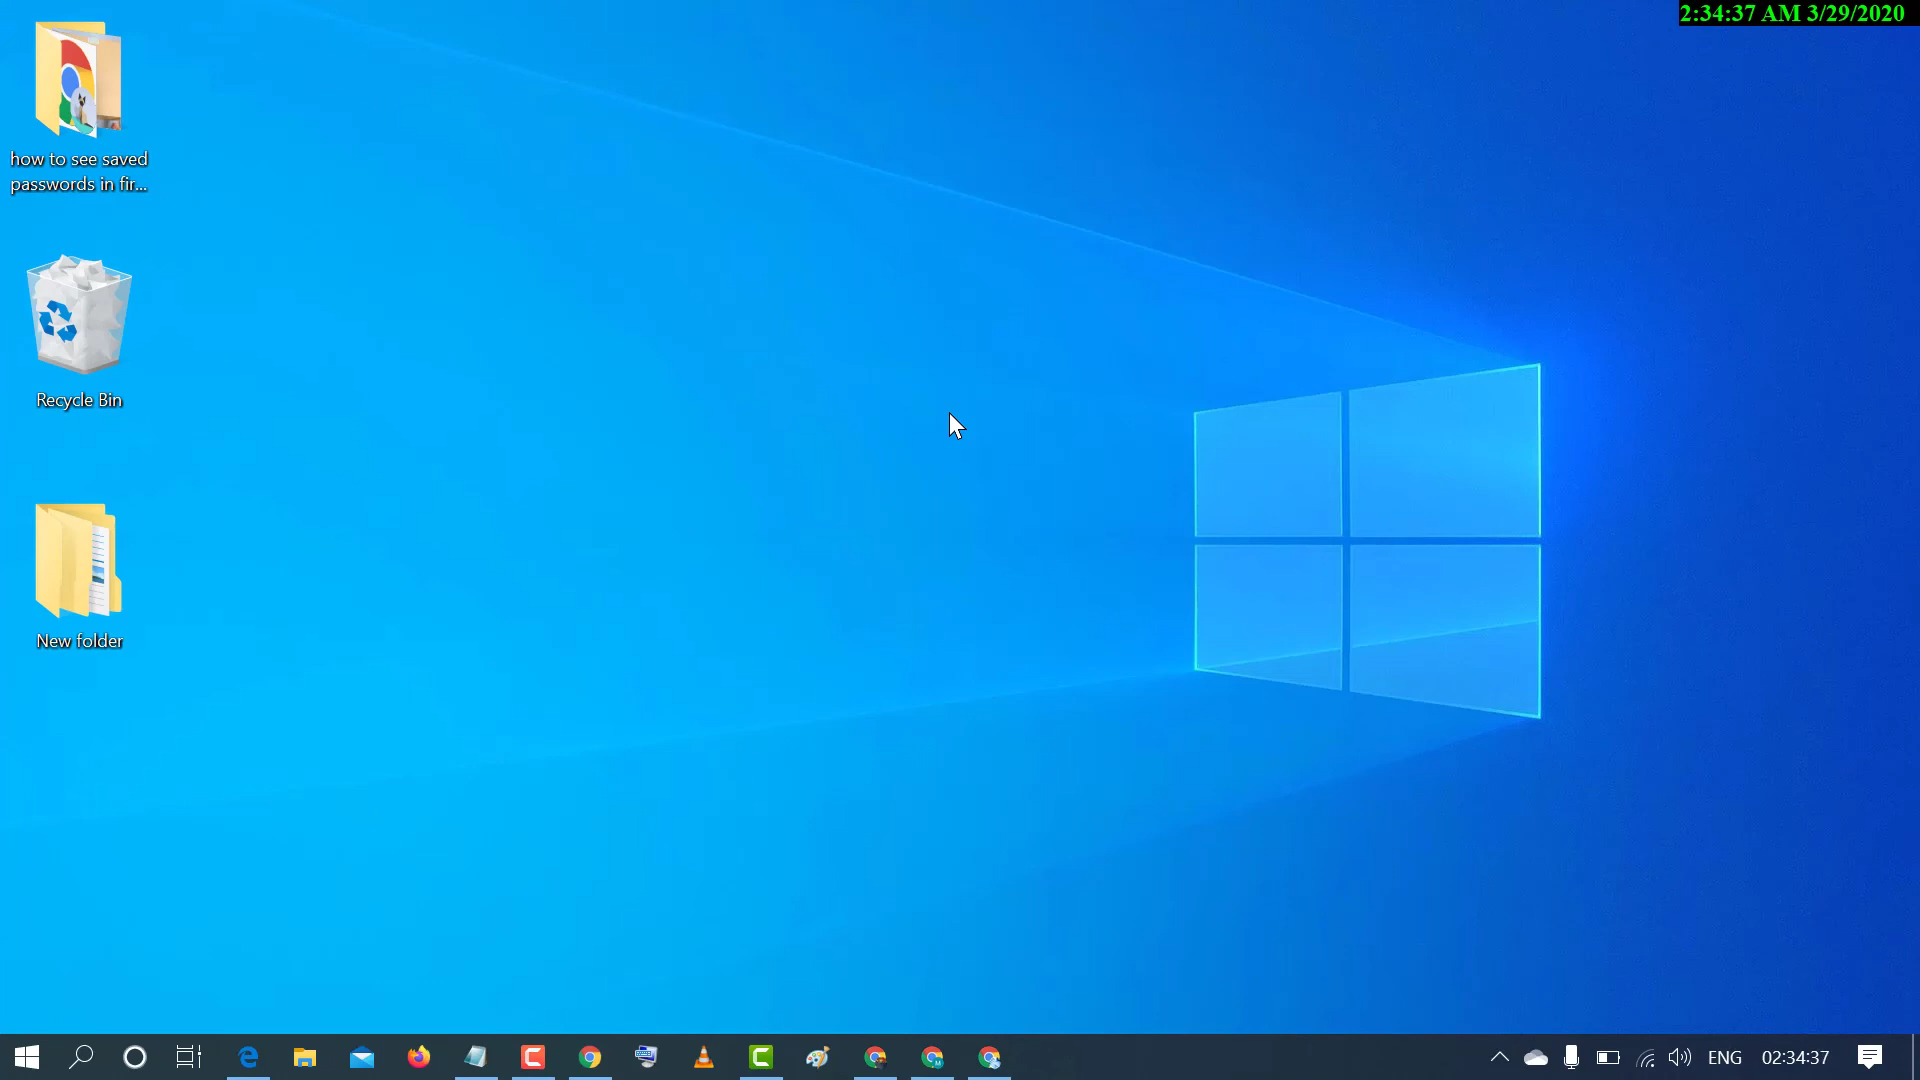 2:34:37 AM 3/29/2020
how to see saved
passwords in fir...
Recycle Bin
New folder
ENG
02:34:37